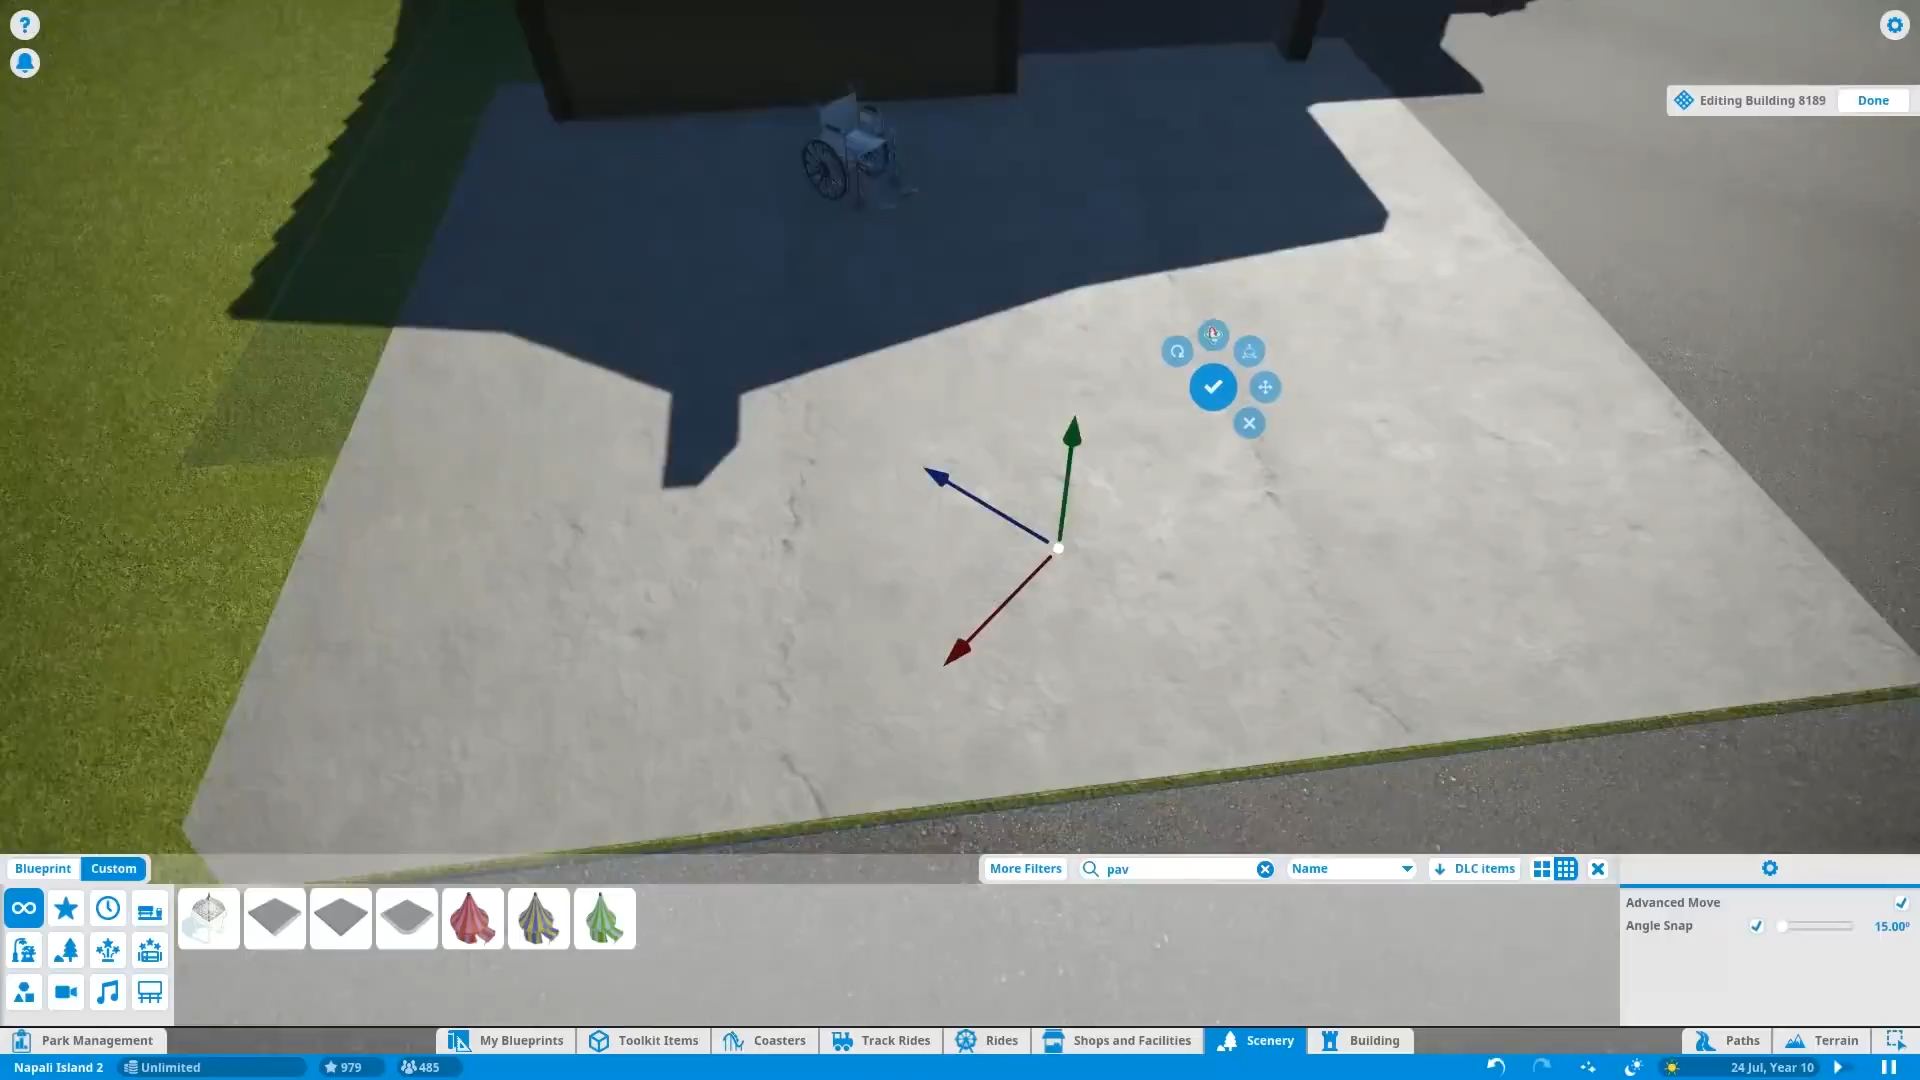 ?
Editing Building 8189 Done
Blueprint Custom
More Filters pav Name DLC items
Advanced Move
Angle Snap 15.00°
Park Management My Blueprints Toolkit Items Coasters Track Rides Rides Shops and Facilities Scenery Building Paths Terrain
Napali Island 2 Unlimited 979 485 24 Jul, Year 10